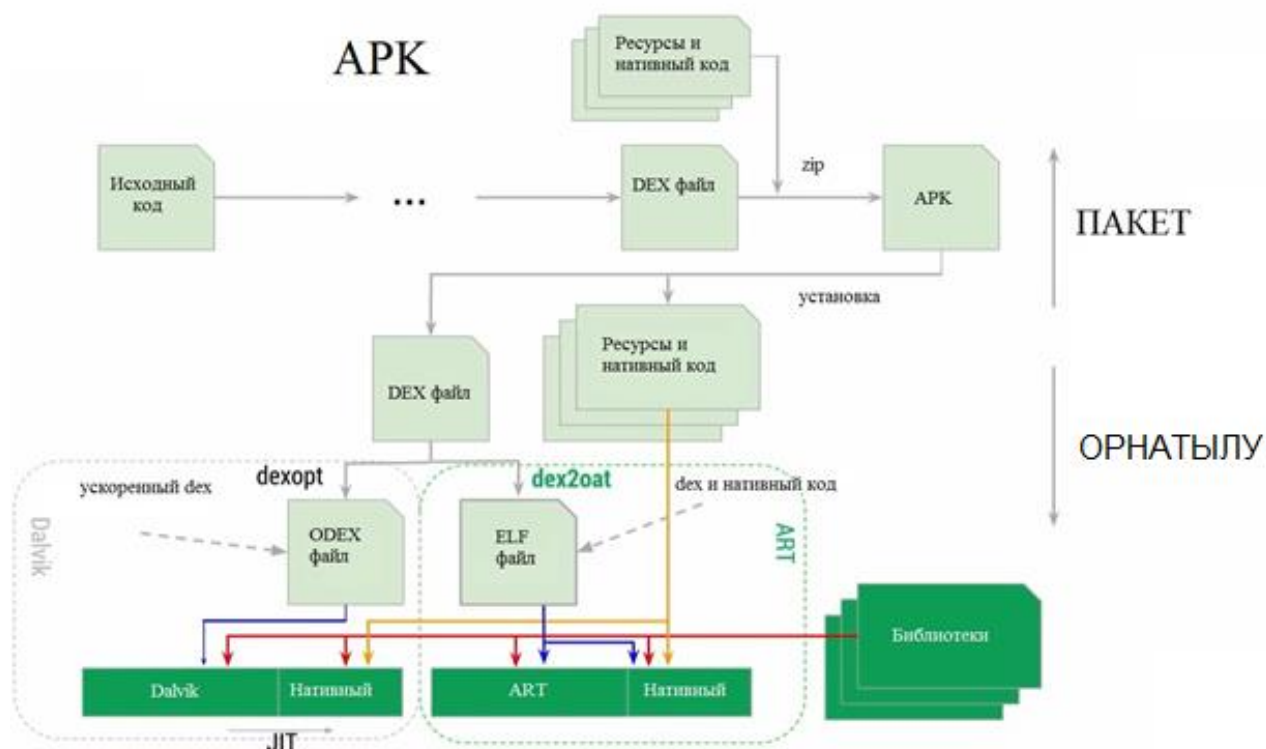 APK
Ресурсы и
нативный код
Исходный
код
...
DEX файл
zip
APK
ПАКЕТ
установка
Ресурсы и
нативный код
DEX файл
ОРНАТЫЛУ
dexopt
dex2oat
ускоренный dex
dex и нативный код
Dalvik
ODEX
файл
ELF
файл
ART
Библиотеки
Dalvik
Нативный
ART
Нативный
JIT